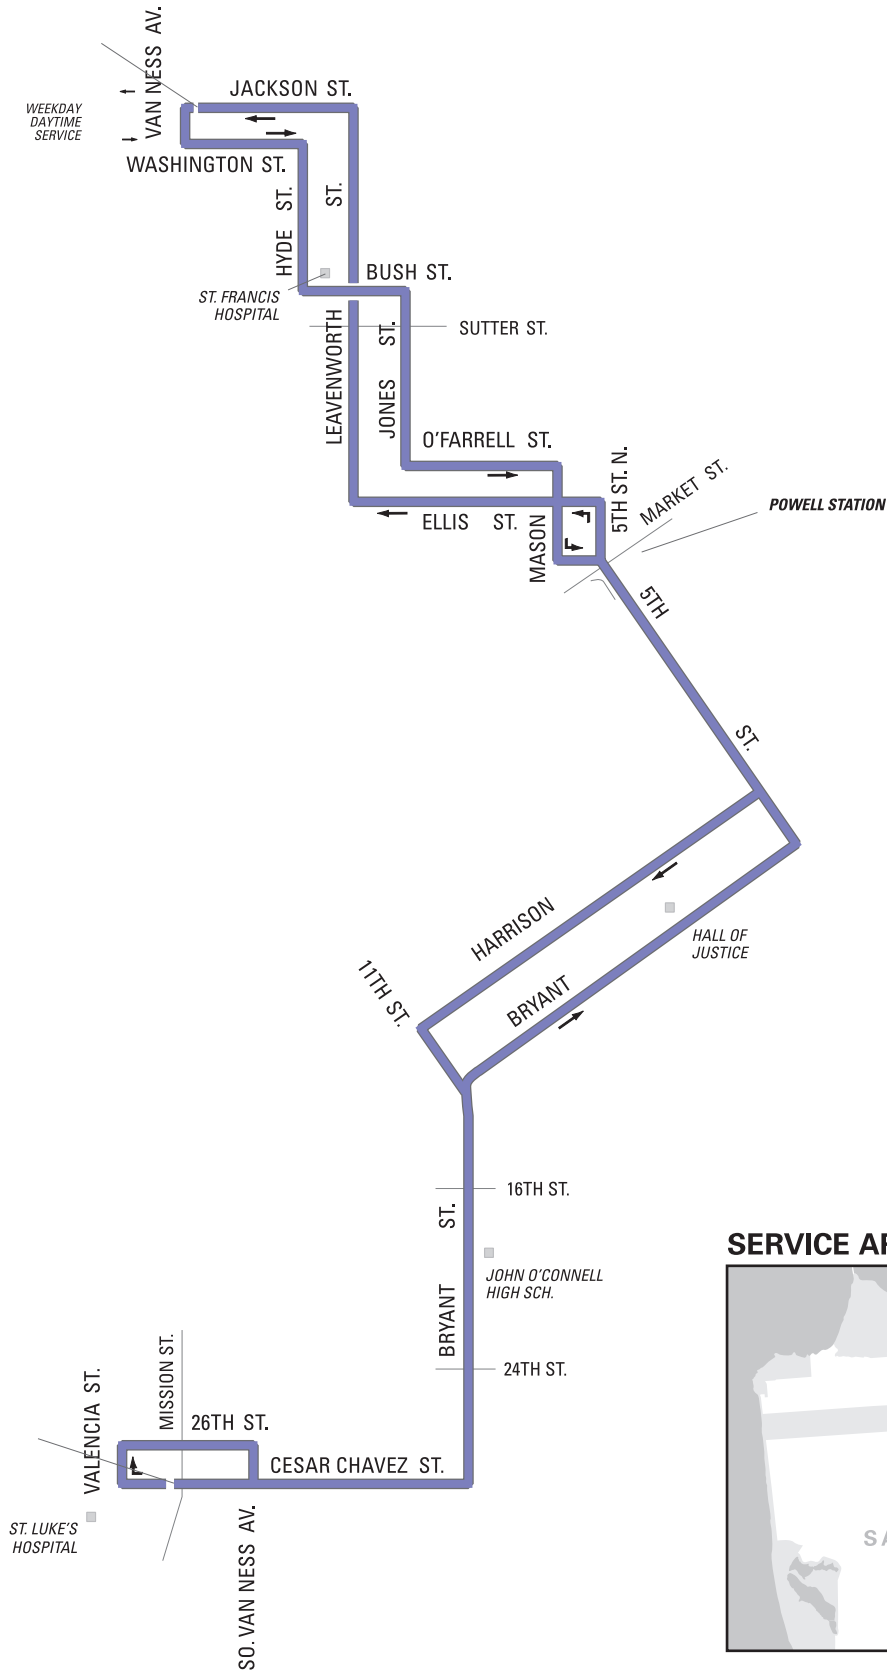 VAN NESS AV.
JACKSON ST.
WEEKDAY
DAYTIME
SERVICE
WASHINGTON ST.
HYDE ST.
ST.
BUSH ST.
ST. FRANCIS
HOSPITAL
LEAVENWORTH
JONES ST.
SUTTER ST.
O'FARRELL ST.
5TH ST. N.
MARKET ST.
POWELL STATION
ELLIS ST.
MASON
5TH
ST.
HARRISON
HALL OF
JUSTICE
11TH ST.
BRYANT
16TH ST.
BRYANT ST.
JOHN O'CONNELL
HIGH SCH.
24TH ST.
MISSION ST.
VALENCIA ST.
26TH ST.
CESAR CHAVEZ ST.
ST. LUKE'S
HOSPITAL
SO. VAN NESS AV.
SERVICE
SA